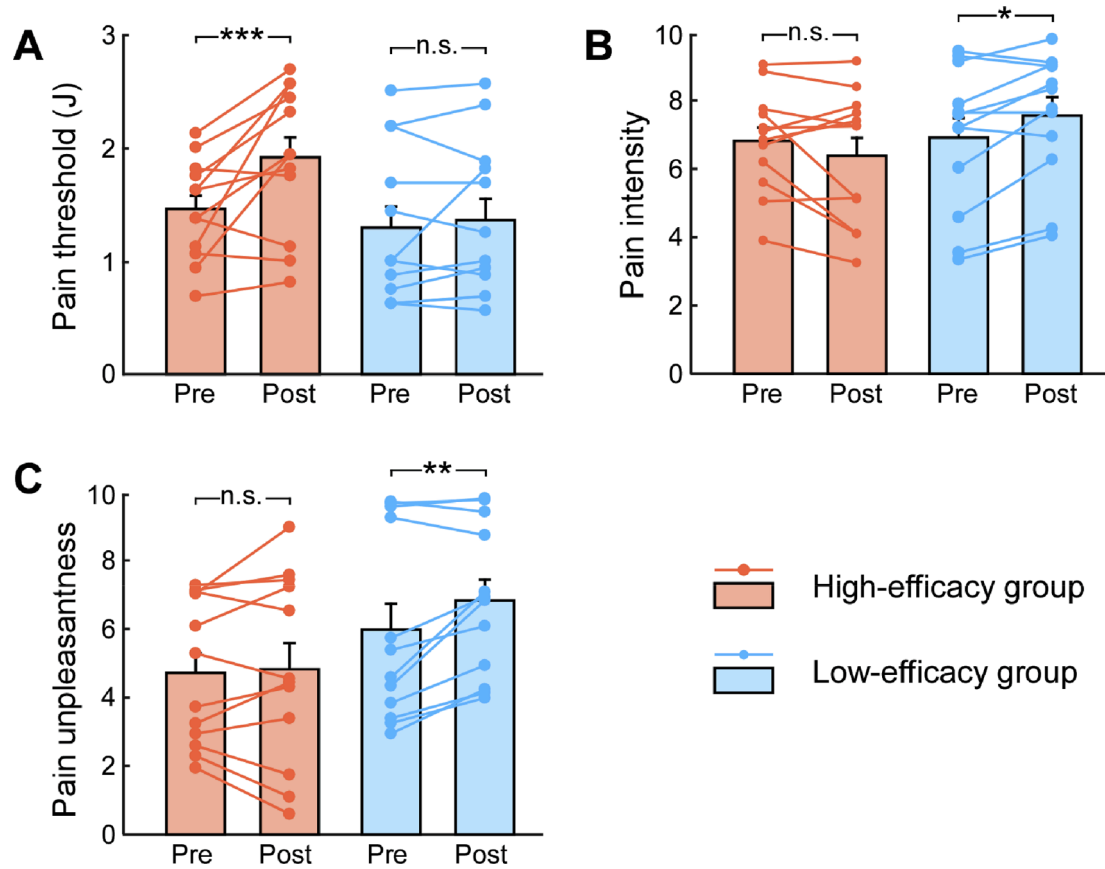 A
Pain threshold (J)
3
2
1
0
***
n.s.
Pre
Post
Pre
Post
B
Pain intensity
10
8
6
4
2
0
n.s.
*
Pre
Post
Pre
Post
C
Pain unpleasantness
10
8
6
4
2
0
n.s.
**
Pre
Post
Pre
Post
High-efficacy group
Low-efficacy group